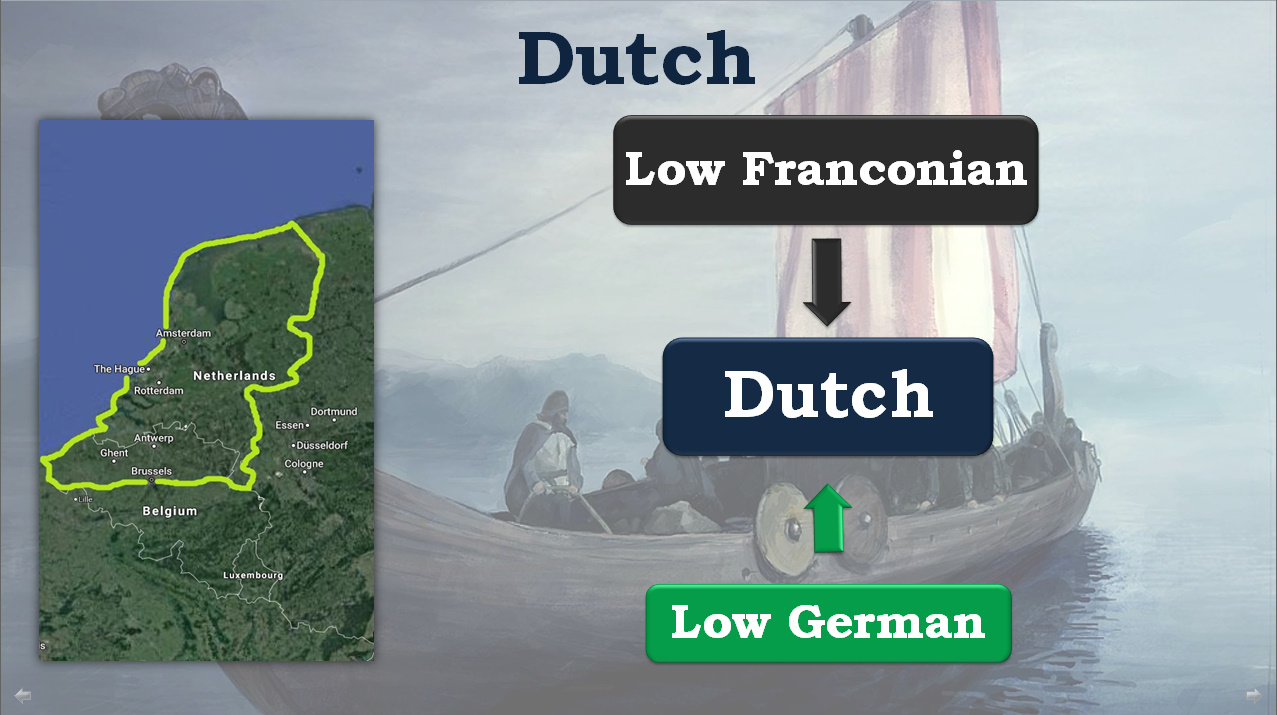 Dutch
Low Franconian
Dutch
Low German
Amsterdam
The Hague
Rotterdam
Netherlands
Dortmund
Essen
Antwerp
Düsseldorf
Ghent
Cologne
Brussels
Lille
Belgium
Luxembourg
s